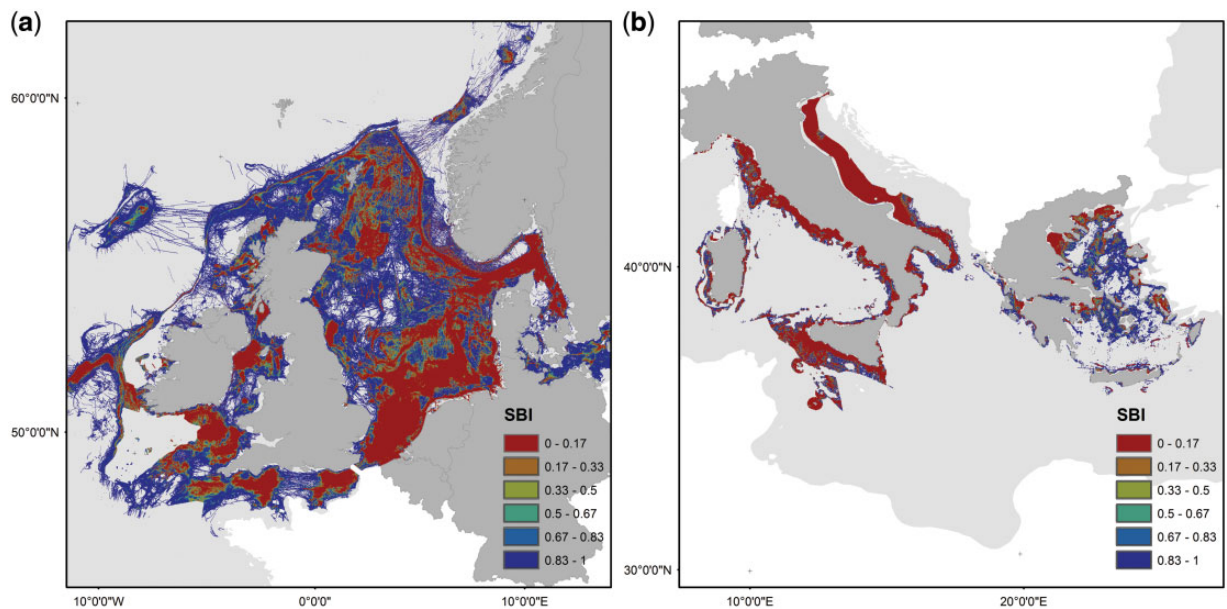 (a)
60°0'0"N
50°0'0"N
10°0'0"W
0°0'0"
10°0'0"E
SBI
0 - 0.17
0.17 - 0.33
0.33 - 0.5
0.5 - 0.67
0.67 - 0.83
0.83 - 1
(b)
40°0'0"N
30°0'0"N
10°0'0"E
20°0'0"E
SBI
0 - 0.17
0.17 - 0.33
0.33 - 0.5
0.5 - 0.67
0.67 - 0.83
0.83 - 1